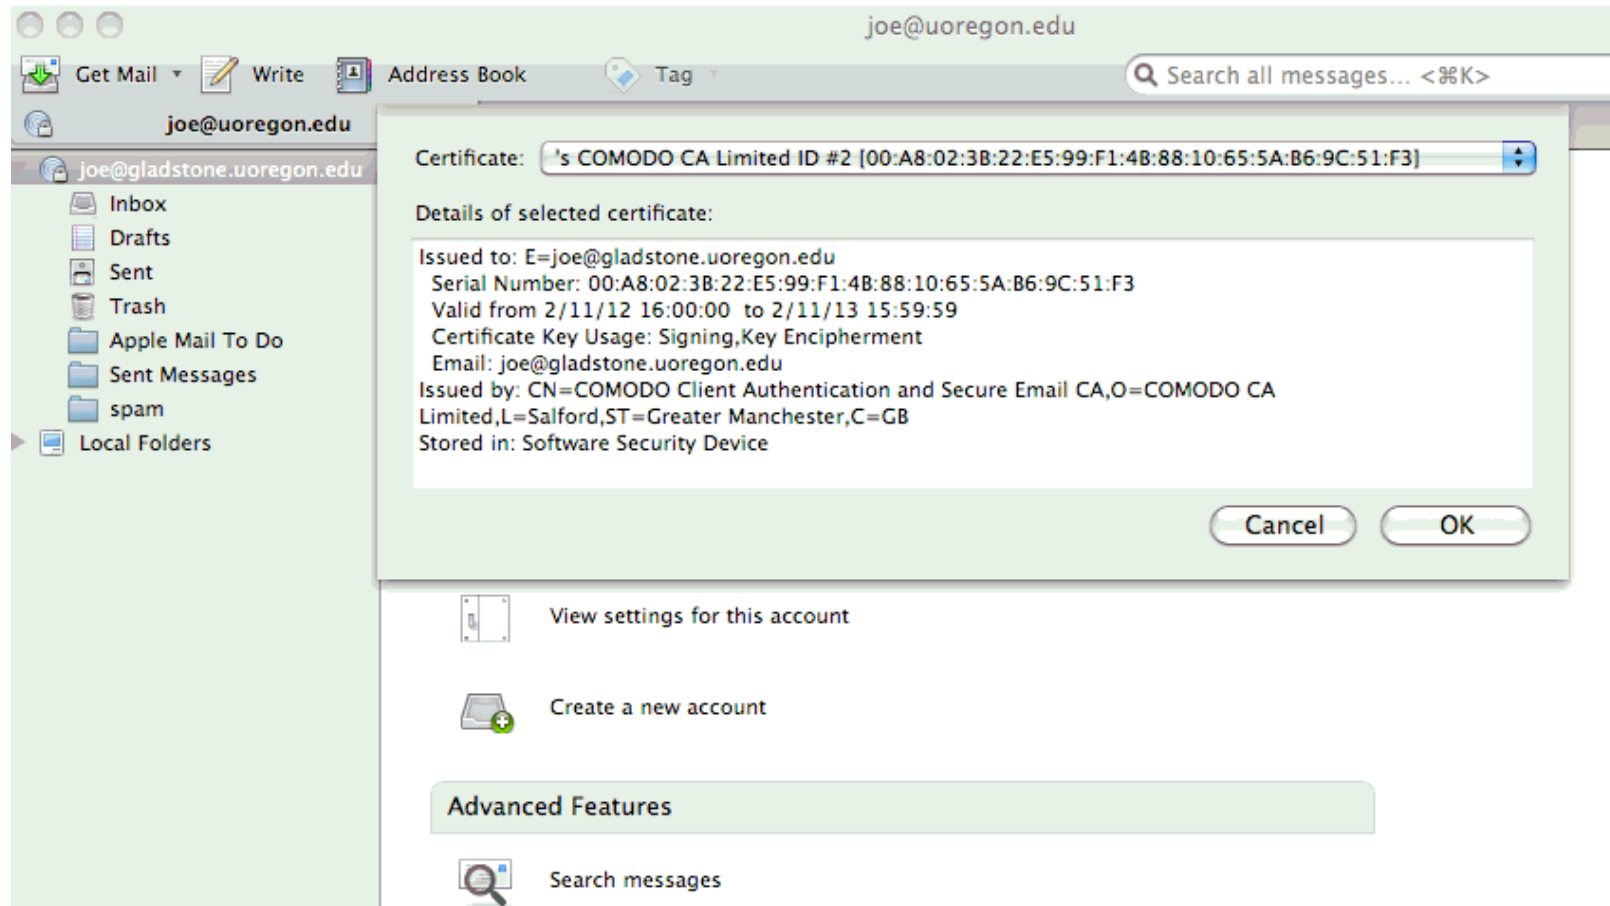 joe@uoregon.edu
Get Mail Write Address Book Tag Search all messages... <⌘K>
joe@uoregon.edu
joe@gladstone.uoregon.edu
Inbox
Drafts
Sent
Trash
Apple Mail To Do
Sent Messages
spam
Local Folders
Certificate: 's COMODO CA Limited ID #2 [00:A8:02:3B:22:E5:99:F1:4B:88:10:65:5A:B6:9C:51:F3]
Details of selected certificate:
Issued to: E=joe@gladstone.uoregon.edu
Serial Number: 00:A8:02:3B:22:E5:99:F1:4B:88:10:65:5A:B6:9C:51:F3
Valid from 2/11/12 16:00:00 to 2/11/13 15:59:59
Certificate Key Usage: Signing,Key Encipherment
Email: joe@gladstone.uoregon.edu
Issued by: CN=COMODO Client Authentication and Secure Email CA,O=COMODO CA
Limited,L=Salford,ST=Greater Manchester,C=GB
Stored in: Software Security Device
Cancel OK
View settings for this account
Create a new account
Advanced Features
Search messages